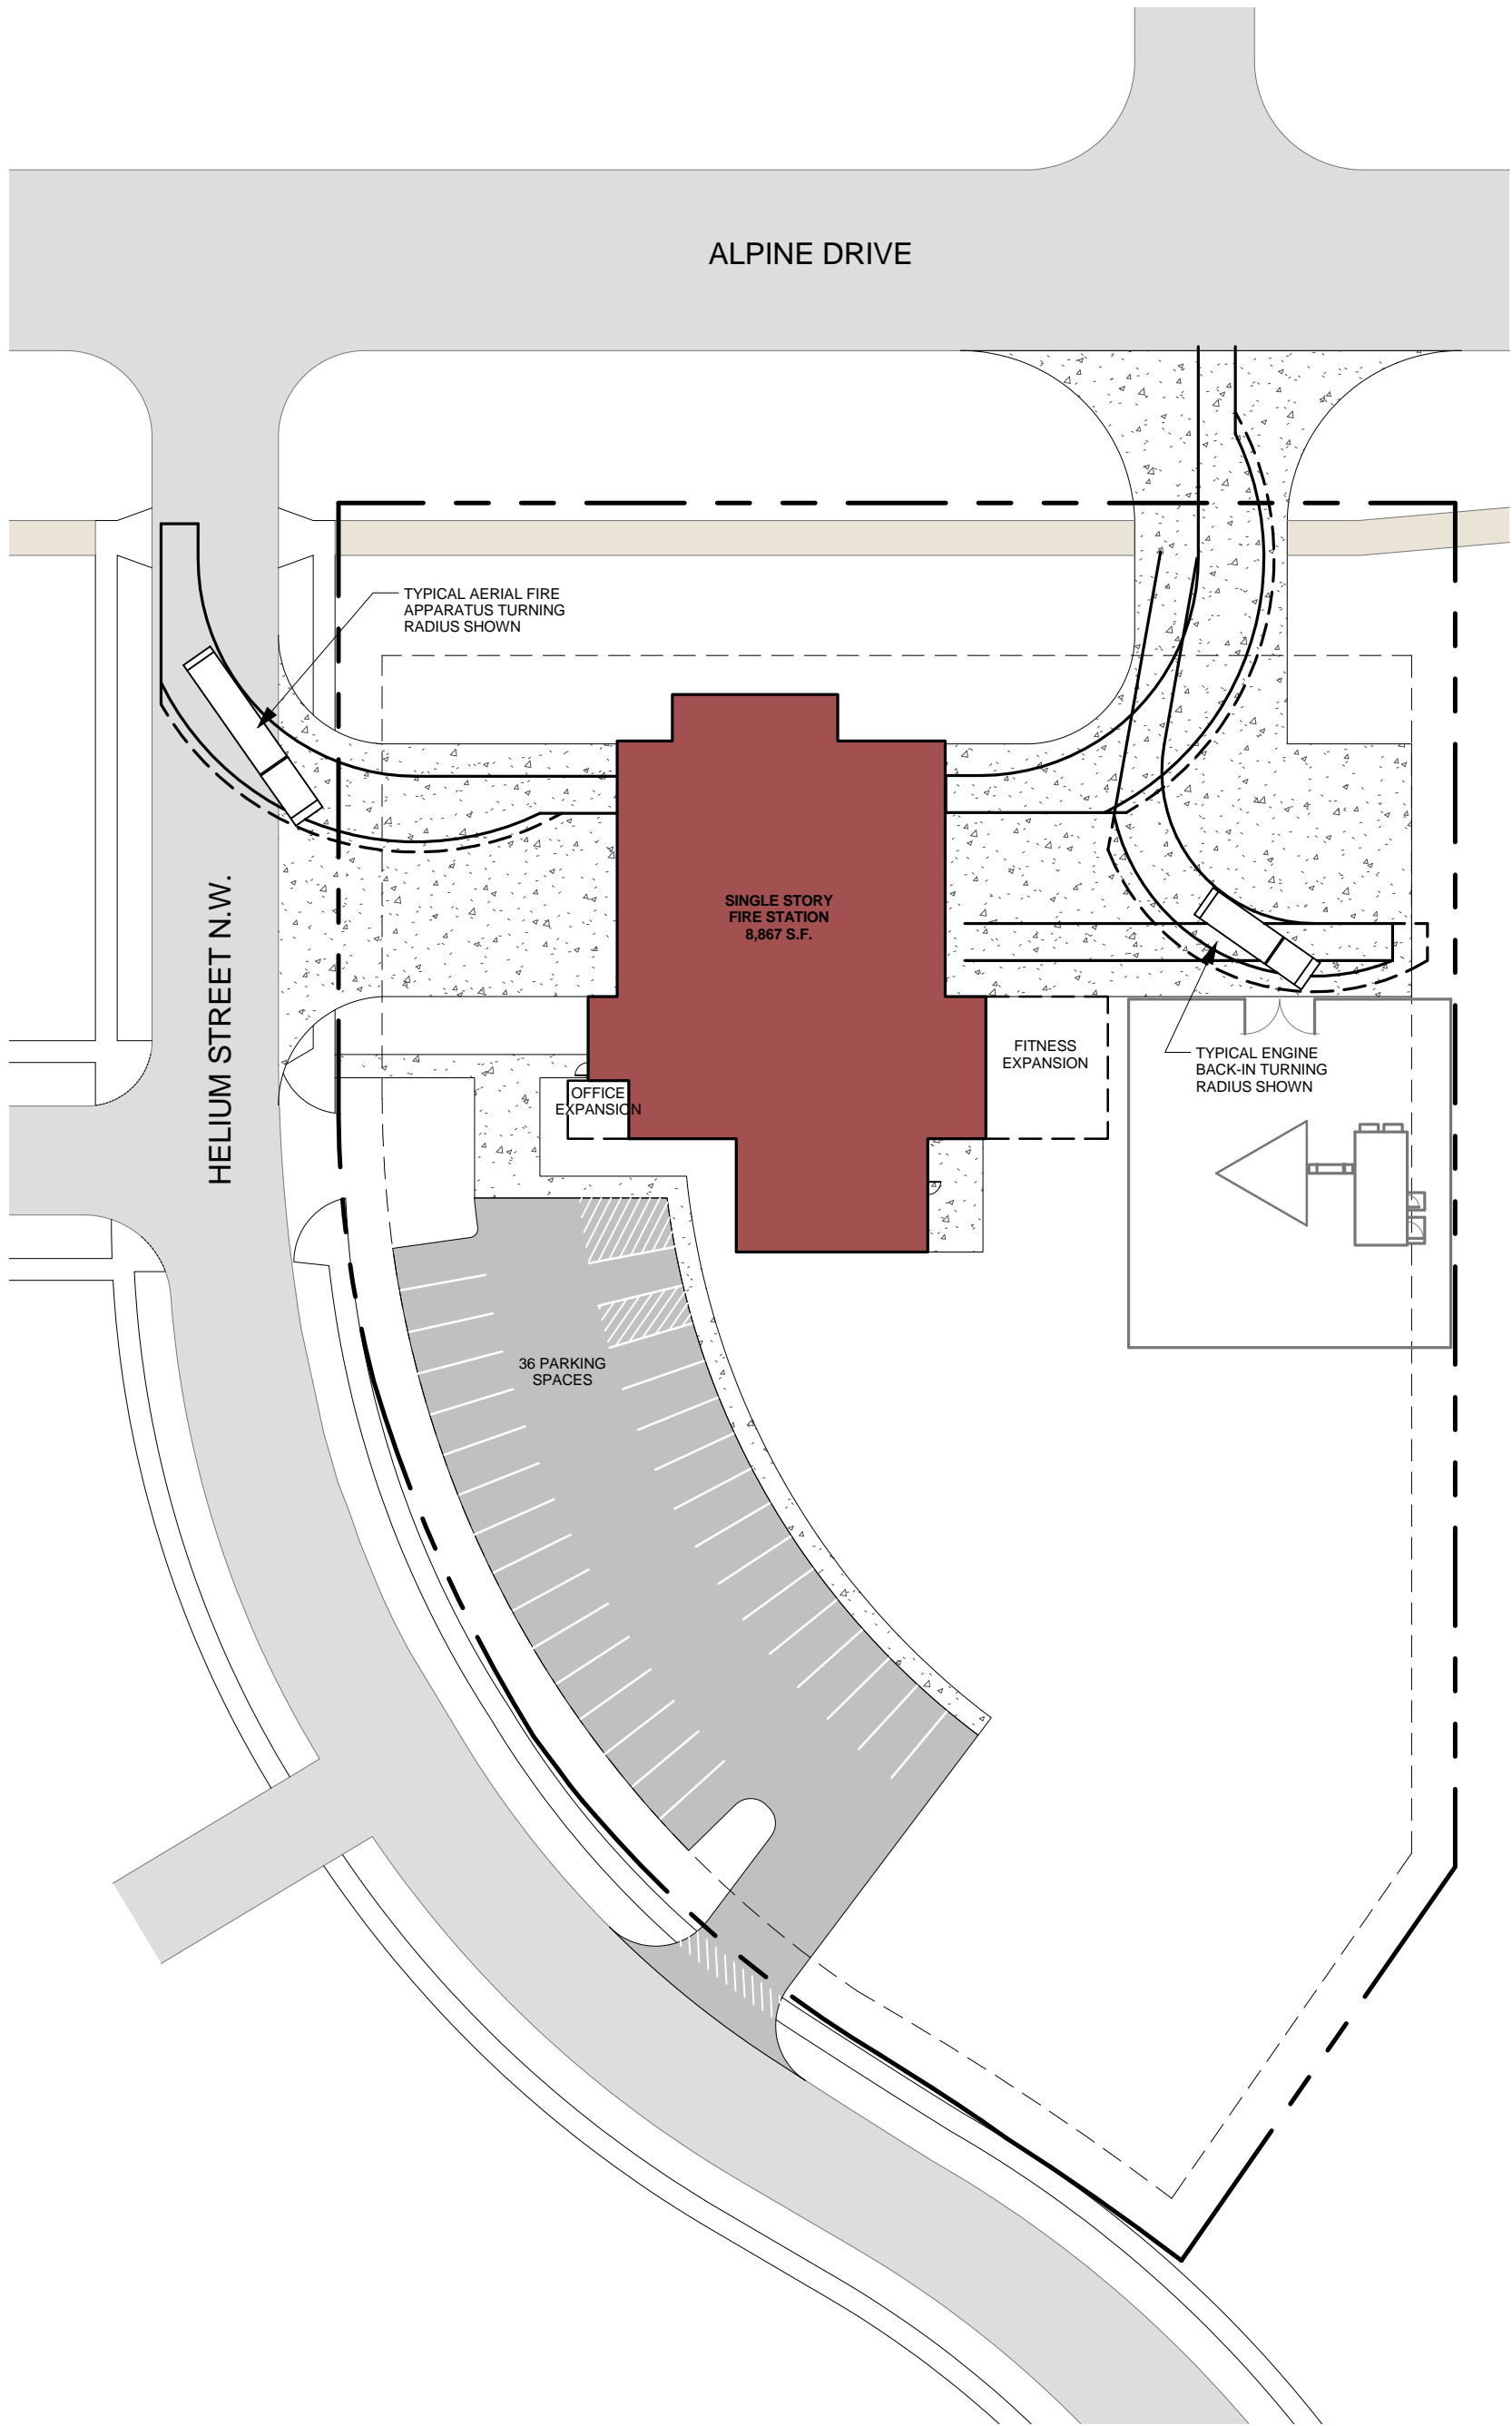 ALPINE DRIVE
TYPICAL AERIAL FIRE
APPARATUS TURNING
RADIUS SHOWN
SINGLE STORY
FIRE STATION
8,867 S.F.
HELIUM STREET N.W.
FITNESS
EXPANSION
TYPICAL ENGINE
BACK-IN TURNING
RADIUS SHOWN
OFFICE
EXPANSION
36 PARKING
SPACES